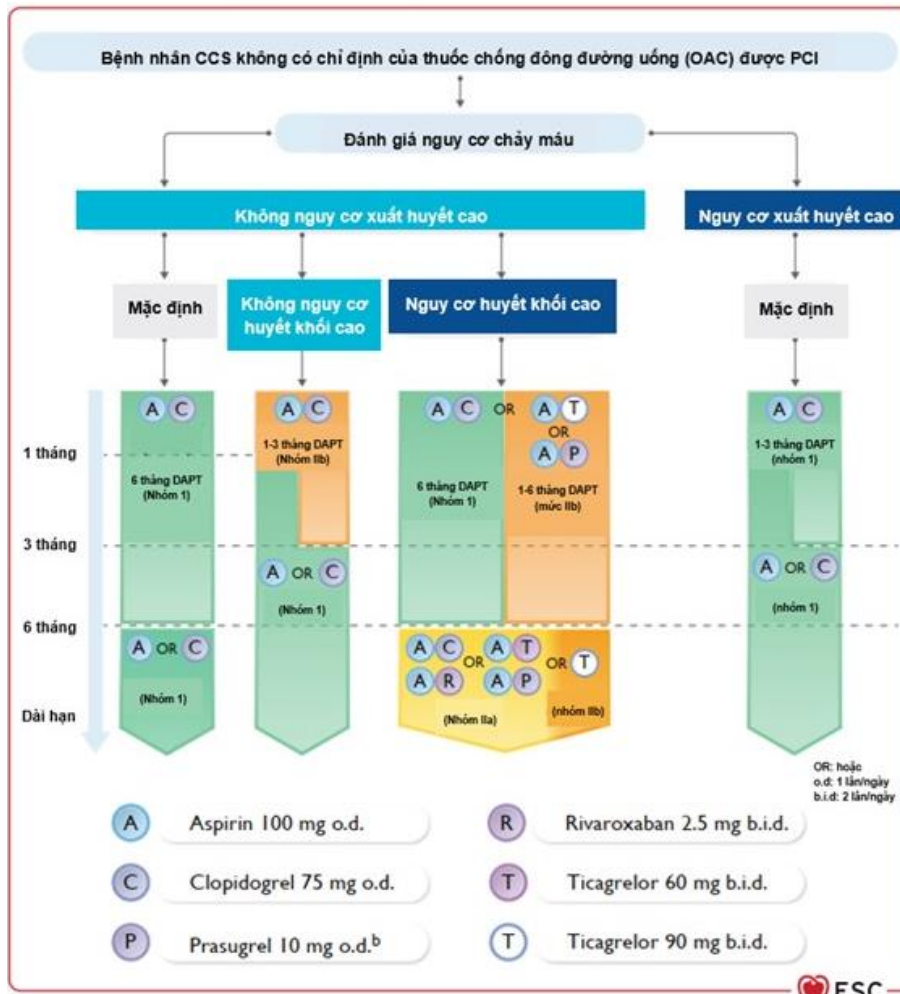 Bệnh nhân CCS không có chỉ định của thuốc chống đông đường uống (OAC) được PCI
Đánh giá nguy cơ chảy máu
Không nguy cơ xuất huyết cao
Nguy cơ xuất huyết cao
Mặc định
Không nguy cơ
huyết khối cao
Nguy cơ huyết khối cao
Mặc định
1 tháng
3 tháng
6 tháng
Dài hạn
A C
6 tháng DAPT
(Nhóm 1)
A OR C
(Nhóm 1)
A C
1-3 tháng DAPT
(Nhóm IIb)
A OR C
(Nhóm 1)
A C OR A T
OR
A P
6 tháng DAPT
(Nhóm 1)
1-6 tháng DAPT
(mức IIb)
A C OR A T OR T
A R A P
(Nhóm IIa)
(nhóm IIb)
A C
1-3 tháng DAPT
(nhóm 1)
A OR C
(nhóm 1)
OR: hoặc
o.d: 1 lần/ngày
b.i.d: 2 lần/ngày
A Aspirin 100 mg o.d.
R Rivaroxaban 2.5 mg b.i.d.
C Clopidogrel 75 mg o.d.
T Ticagrelor 60 mg b.i.d.
P Prasugrel 10 mg o.d.b
T Ticagrelor 90 mg b.i.d.
ESC